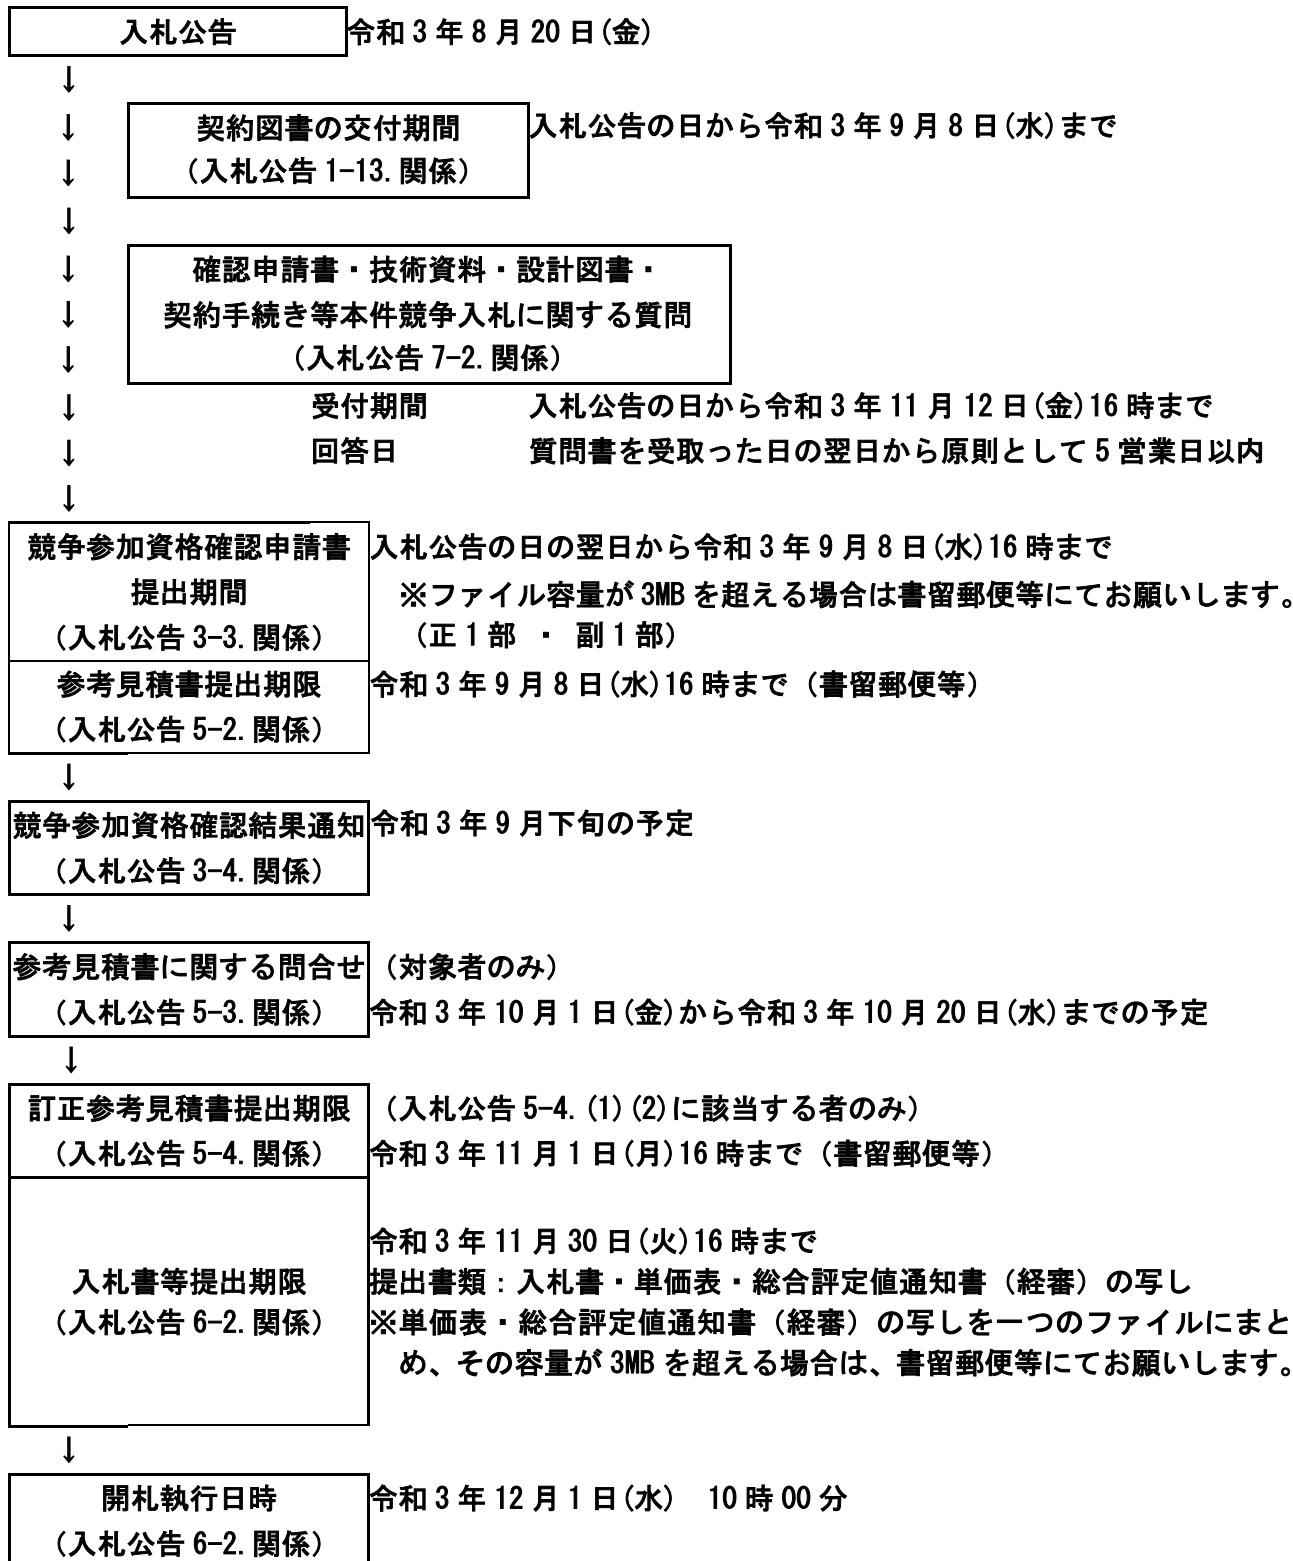 入札公告 令和3年8月20日(金)
↓
↓ 契約図書の交付期間 入札公告の日から令和3年9月8日(水)まで
↓ (入札公告1-13.関係)
↓
↓ 確認申請書・技術資料・設計図書・
↓ 契約手続き等本件競争入札に関する質問
↓ (入札公告7-2.関係)
↓ 受付期間 入札公告の日から令和3年11月12日(金)16時まで
↓ 回答日 質問書を受取った日の翌日から原則として5営業日以内
↓
競争参加資格確認申請書 入札公告の日の翌日から令和3年9月8日(水)16時まで
提出期間 ※ファイル容量が3MBを超える場合は書留郵便等にてお願いします。
(入札公告3-3.関係) (正1部 ・ 副1部)
参考見積書提出期限 令和3年9月8日(水)16時まで(書留郵便等)
(入札公告5-2.関係)
↓
競争参加資格確認結果通知 令和3年9月下旬の予定
(入札公告3-4.関係)
↓
参考見積書に関する問合せ (対象者のみ)
(入札公告5-3.関係) 令和3年10月1日(金)から令和3年10月20日(水)までの予定
↓
訂正参考見積書提出期限 (入札公告5-4.(1)(2)に該当する者のみ)
(入札公告5-4.関係) 令和3年11月1日(月)16時まで(書留郵便等)
令和3年11月30日(火)16時まで
入札書等提出期限 提出書類:入札書・単価表・総合評定値通知書(経審)の写し
(入札公告6-2.関係) ※単価表・総合評定値通知書(経審)の写しを一つのファイルにまと
め、その容量が3MBを超える場合は、書留郵便等にてお願いします。
↓
開札執行日時 令和3年12月1日(水) 10時00分
(入札公告6-2.関係)